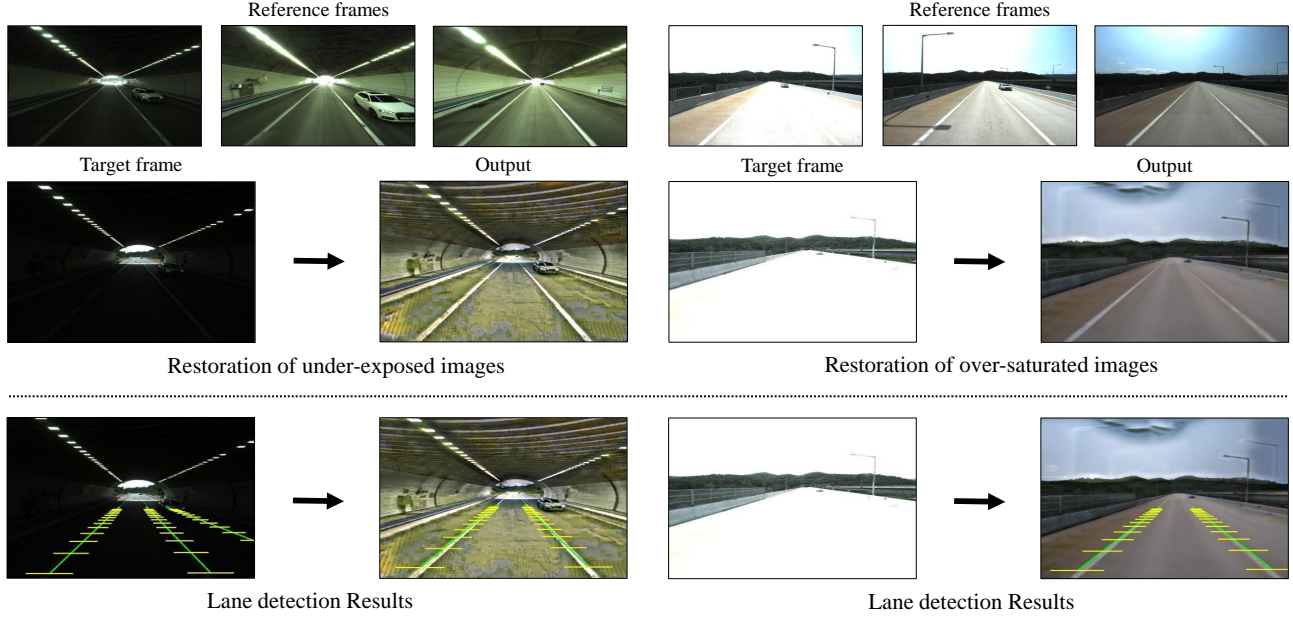 Reference frames
Reference frames
Target frame
Output
Target frame
Output
Restoration of under-exposed images
Restoration of over-saturated images
Lane detection Results
Lane detection Results